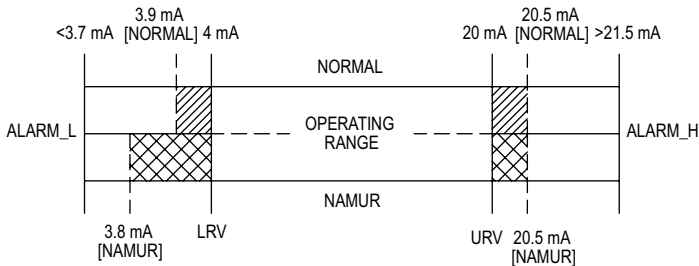 3.9 mA
20.5 mA
<3.7 mA [NORMAL] 4 mA
20 mA [NORMAL] >21.5 mA
NORMAL
ALARM_L
OPERATING
RANGE
ALARM_H
NAMUR
3.8 mA
[NAMUR]
LRV
URV
20.5 mA
[NAMUR]